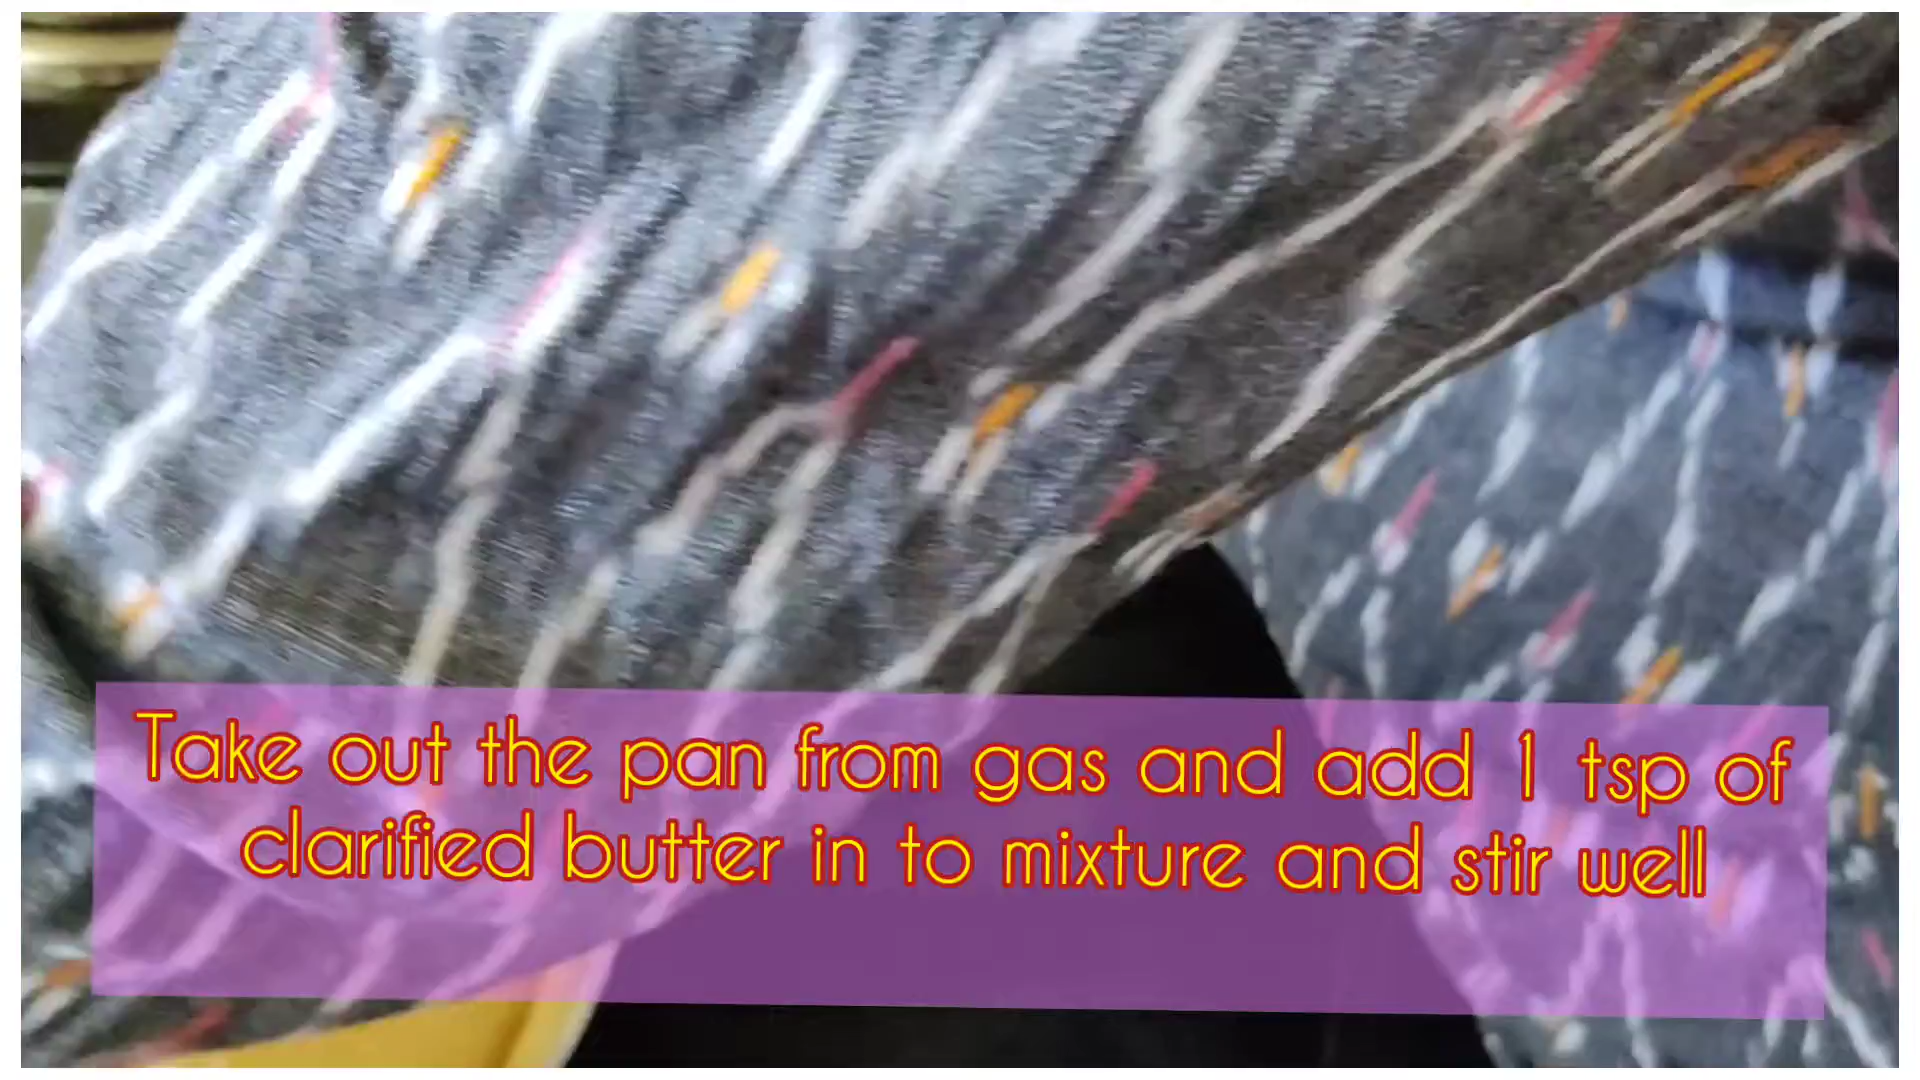 Take out the pan from gas and add 1 tsp of
clarified butter in to mixture and stir well